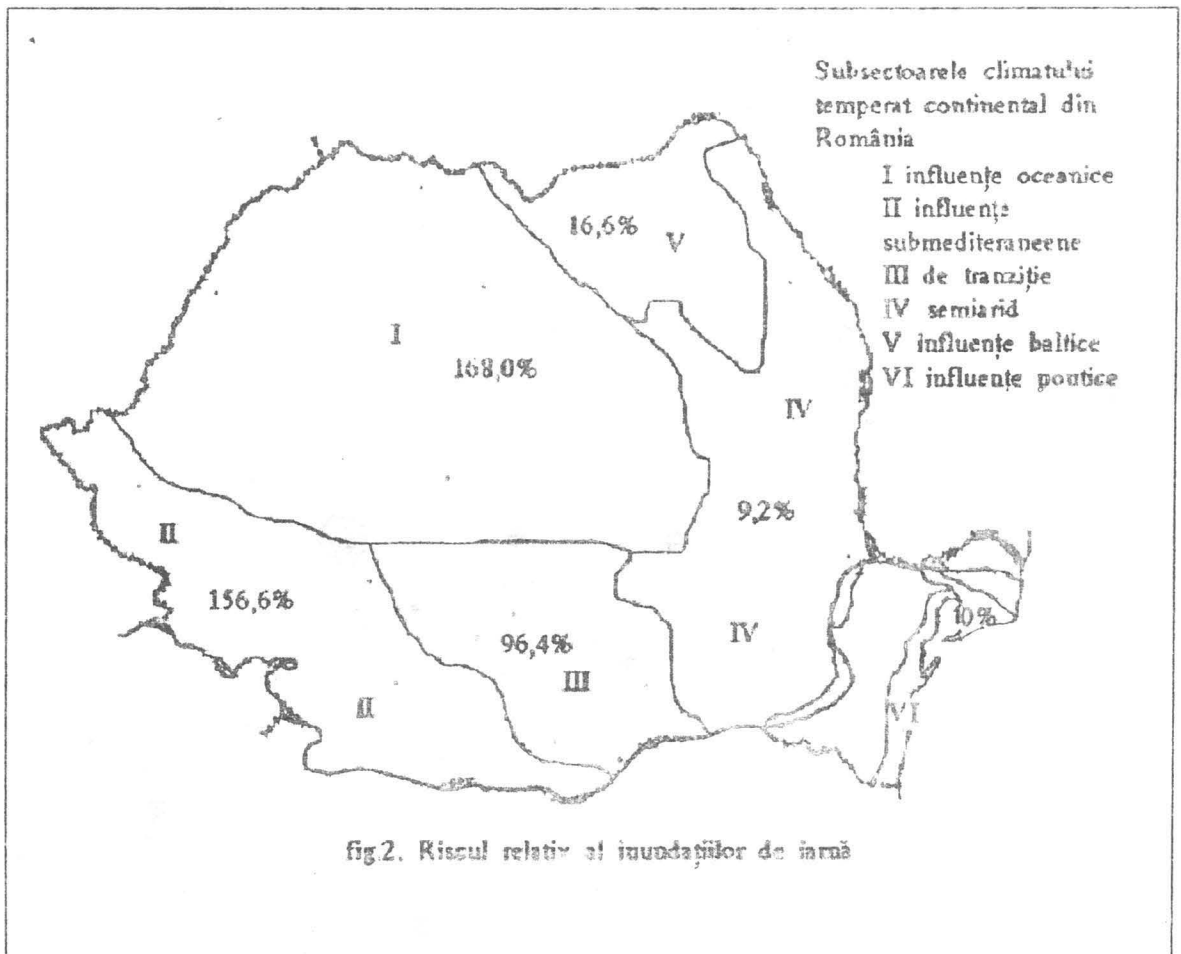 Subsectoarele climatului
temperat continental din
România
I influențe oceanice
II influențe
submediteraneene
III de tranziție
IV semiarid
V influențe baltice
VI influențe pontice
16,6%
V
I
168,0%
IV
II
9,2%
156,6%
10%
IV
96,4%
III
II
VI
fig.2. Riscul relativ al inundațiilor de iarnă